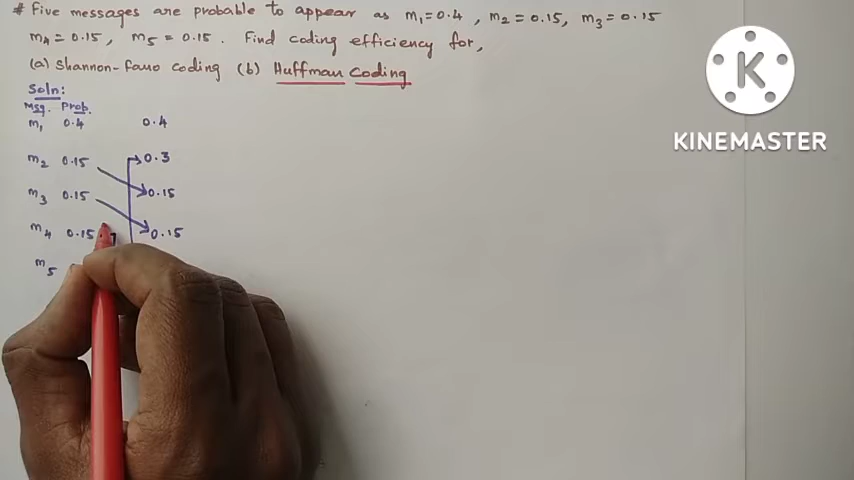 # Five messages are probable to appear as m₁=0.4, m₂=0.15, m₃=0.15
m₄=0.15, m₅=0.15. Find coding efficiency for,
(a) Shannon-Fano coding (b) Huffman Coding
Soln:
Msg. Prob.
m₁ 0.4 0.4
m₂ 0.15 0.3
m₃ 0.15 0.15
m₄ 0.15 0.15
m₅
KINEMASTER